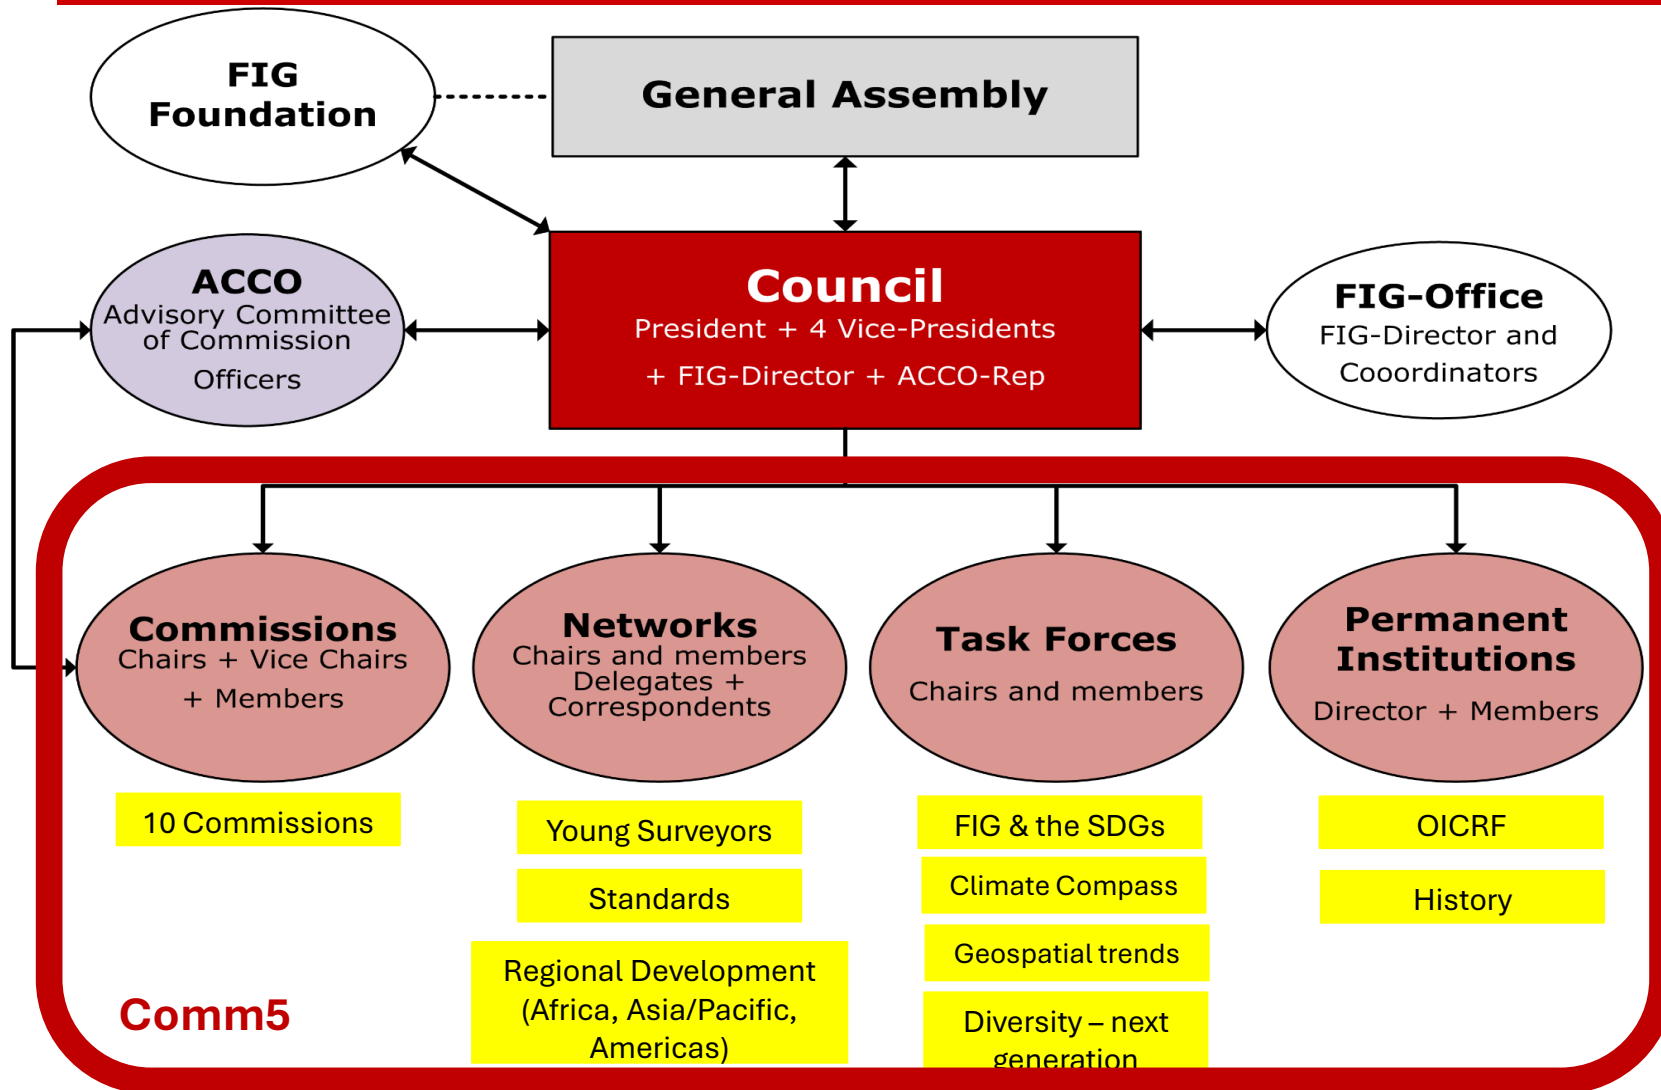 FIG
Foundation
General Assembly
ACCO
Advisory Committee
of Commission
Officers
Council
President + 4 Vice-Presidents
+ FIG-Director + ACCO-Rep
FIG-Office
FIG-Director and
Cooordinators
Commissions
Chairs + Vice Chairs
+ Members
Networks
Chairs and members
Delegates +
Correspondents
Task Forces
Chairs and members
Permanent
Institutions
Director + Members
10 Commissions
Young Surveyors
Standards
Regional Development
(Africa, Asia/Pacific,
Americas)
FIG & the SDGs
Climate Compass
Geospatial trends
Diversity – next
generation
OICRF
History
Comm5